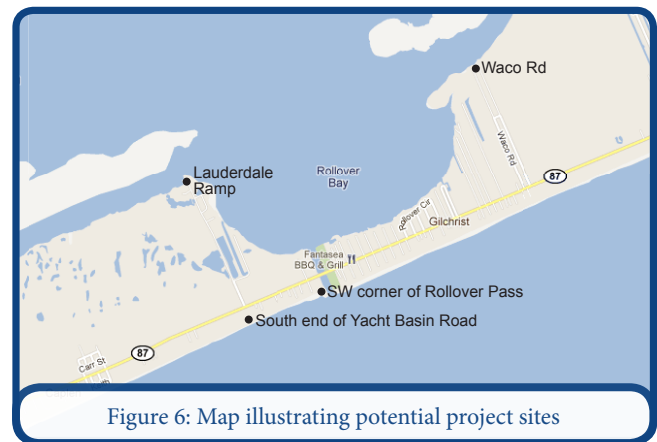 Waco Rd
Waco Rd
Lauderdale
Ramp
Rollover
Bay
87
Rollover Cir
Gilchrist
Fantasea
BBQ & Grill
SW corner of Rollover Pass
South end of Yacht Basin Road
87
Carr St
Figure 6: Map illustrating potential project sites